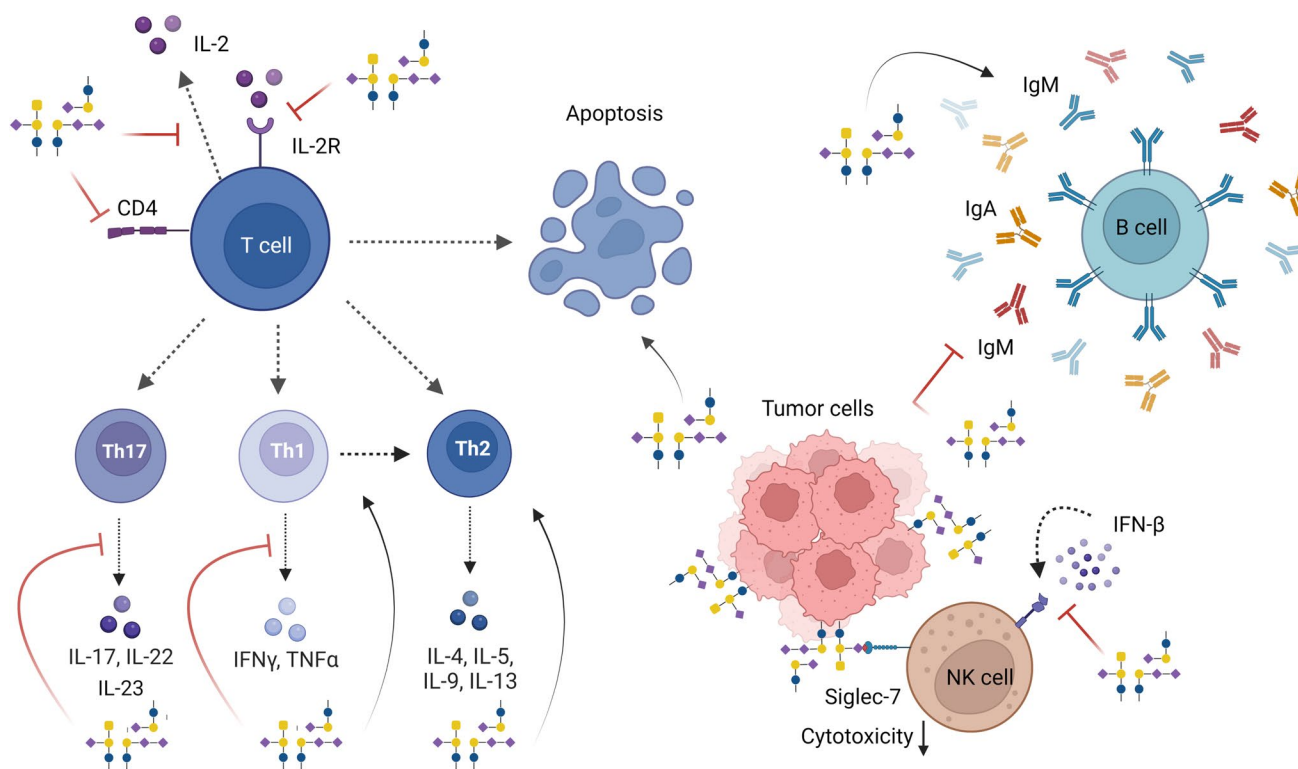 IL-2
IL-2R
CD4
T cell
Apoptosis
Th17
Th1
Th2
IL-17, IL-22
IL-23
IFNγ, TNFα
IL-4, IL-5,
IL-9, IL-13
IgM
IgA
B cell
IgM
Tumor cells
IFN-β
NK cell
Siglec-7
Cytotoxicity